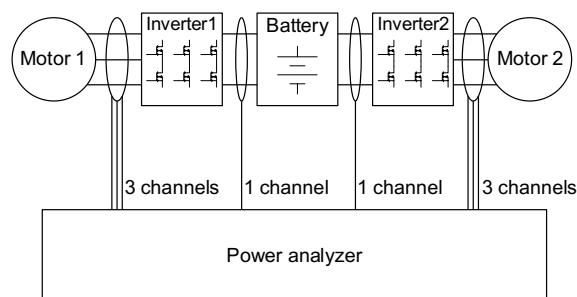 Inverter1
Battery
Inverter2
Motor 1
Motor 2
3 channels
1 channel
1 channel
3 channels
Power analyzer